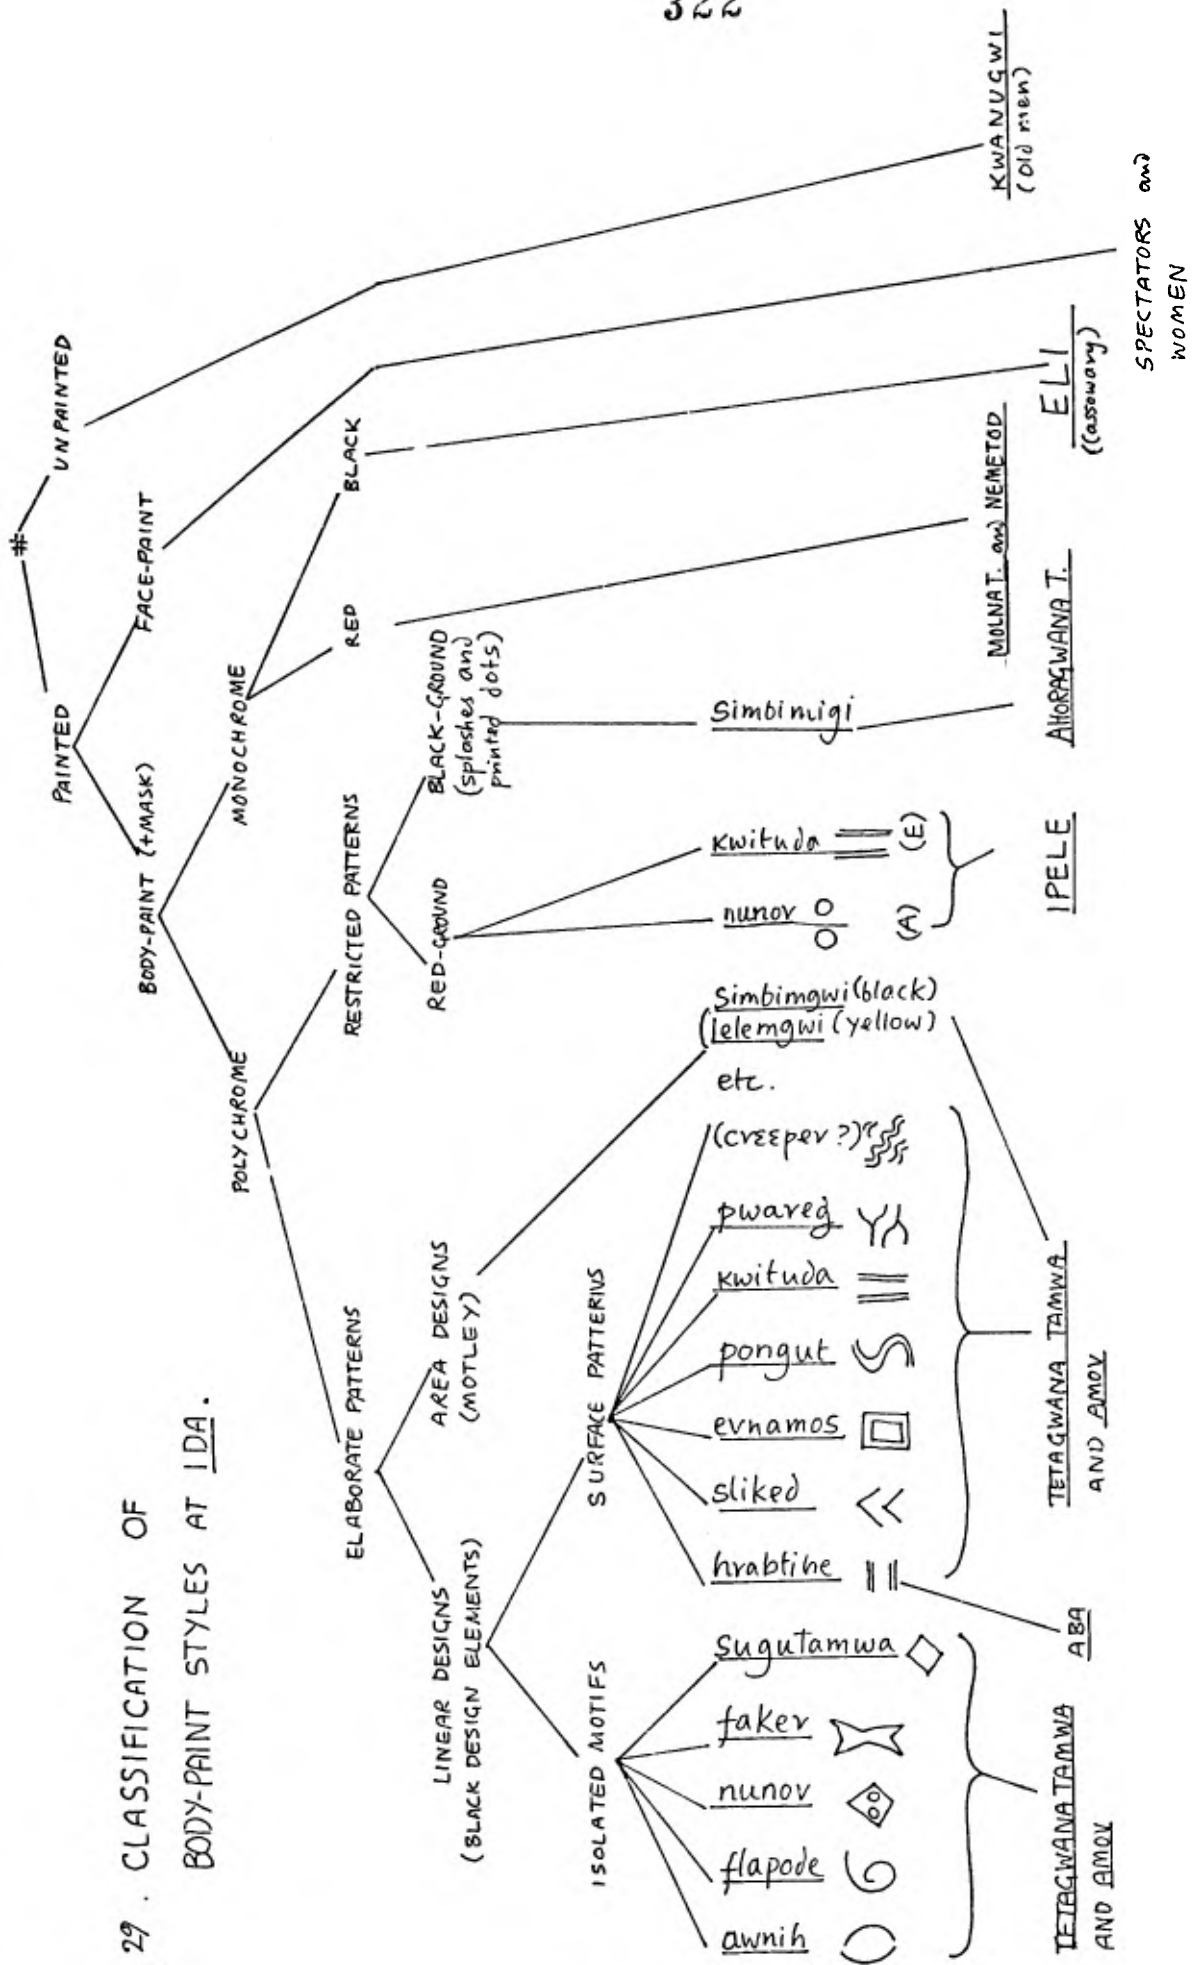 322
29. CLASSIFICATION OF
BODY-PAINT STYLES AT IDA.
#
PAINTED
UNPAINTED
BODY-PAINT (+MASK)
FACE-PAINT
POLYCHROME
MONOCHROME
ELABORATE PATTERNS
RESTRICTED PATTERNS
RED
BLACK
LINEAR DESIGNS
(BLACK DESIGN ELEMENTS)
AREA DESIGNS
(MOTLEY)
RED-GROUND
BLACK-GROUND
(splashes and
printed dots)
ISOLATED MOTIFS
SURFACE PATTERNS
awnih
flapode
nunov
faker
sugutamwa
hrabtihe
sliked
evnamos
pongut
kwituda
pwareg
(creeper?)
etc.
Simbimgwi (black)
(lelemgwi (yellow)
nunov
(A)
kwituda
(E)
Simbimigi
TETAGWANA TAMWA
AND AMOV
ABA
TETAGWANA TAMWA
AND AMOV
IPELE
AHORAGWANA T.
MOLNA T. and NEMETOD
ELI
((assowary)
SPECTATORS and
WOMEN
KWANUGWI
(old men)